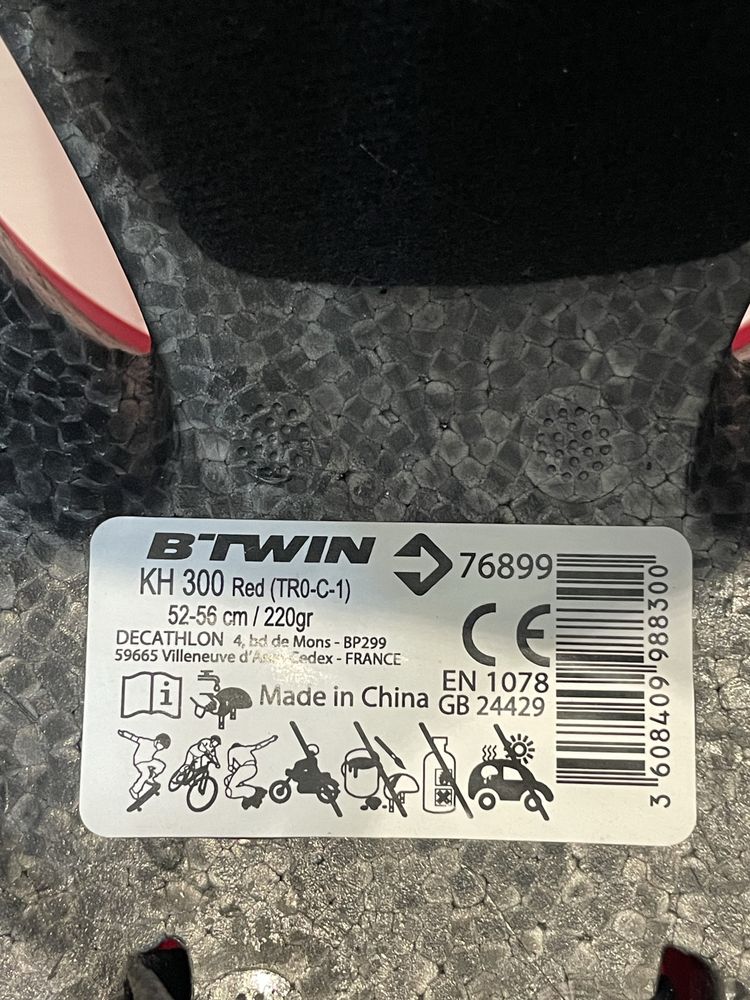 B'TWIN
76899
KH 300 Red (TR0-C-1)
52-56 cm / 220gr
DECATHLON 4, bd de Mons - BP299
59665 Villeneuve Cedex - FRANCE
CE
EN 1078
GB 24429
i
Made in China
3 608409 988300